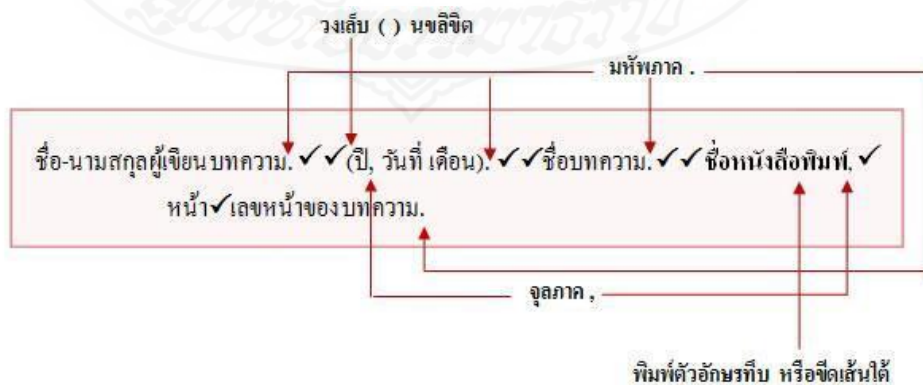 วงเล็บ ( ) นขลิขิต
มหัพภาค .
ชื่อ-นามสกุลผู้เขียนบทความ.✓✓(ปี, วันที่ เดือน).✓✓ชื่อบทความ.✓✓ชื่อหนังสือพิมพ์,✓
หน้า✓เลขหน้าของบทความ.
จุลภาค ,
พิมพ์ตัวอักษรทึบ หรือขีดเส้นใต้